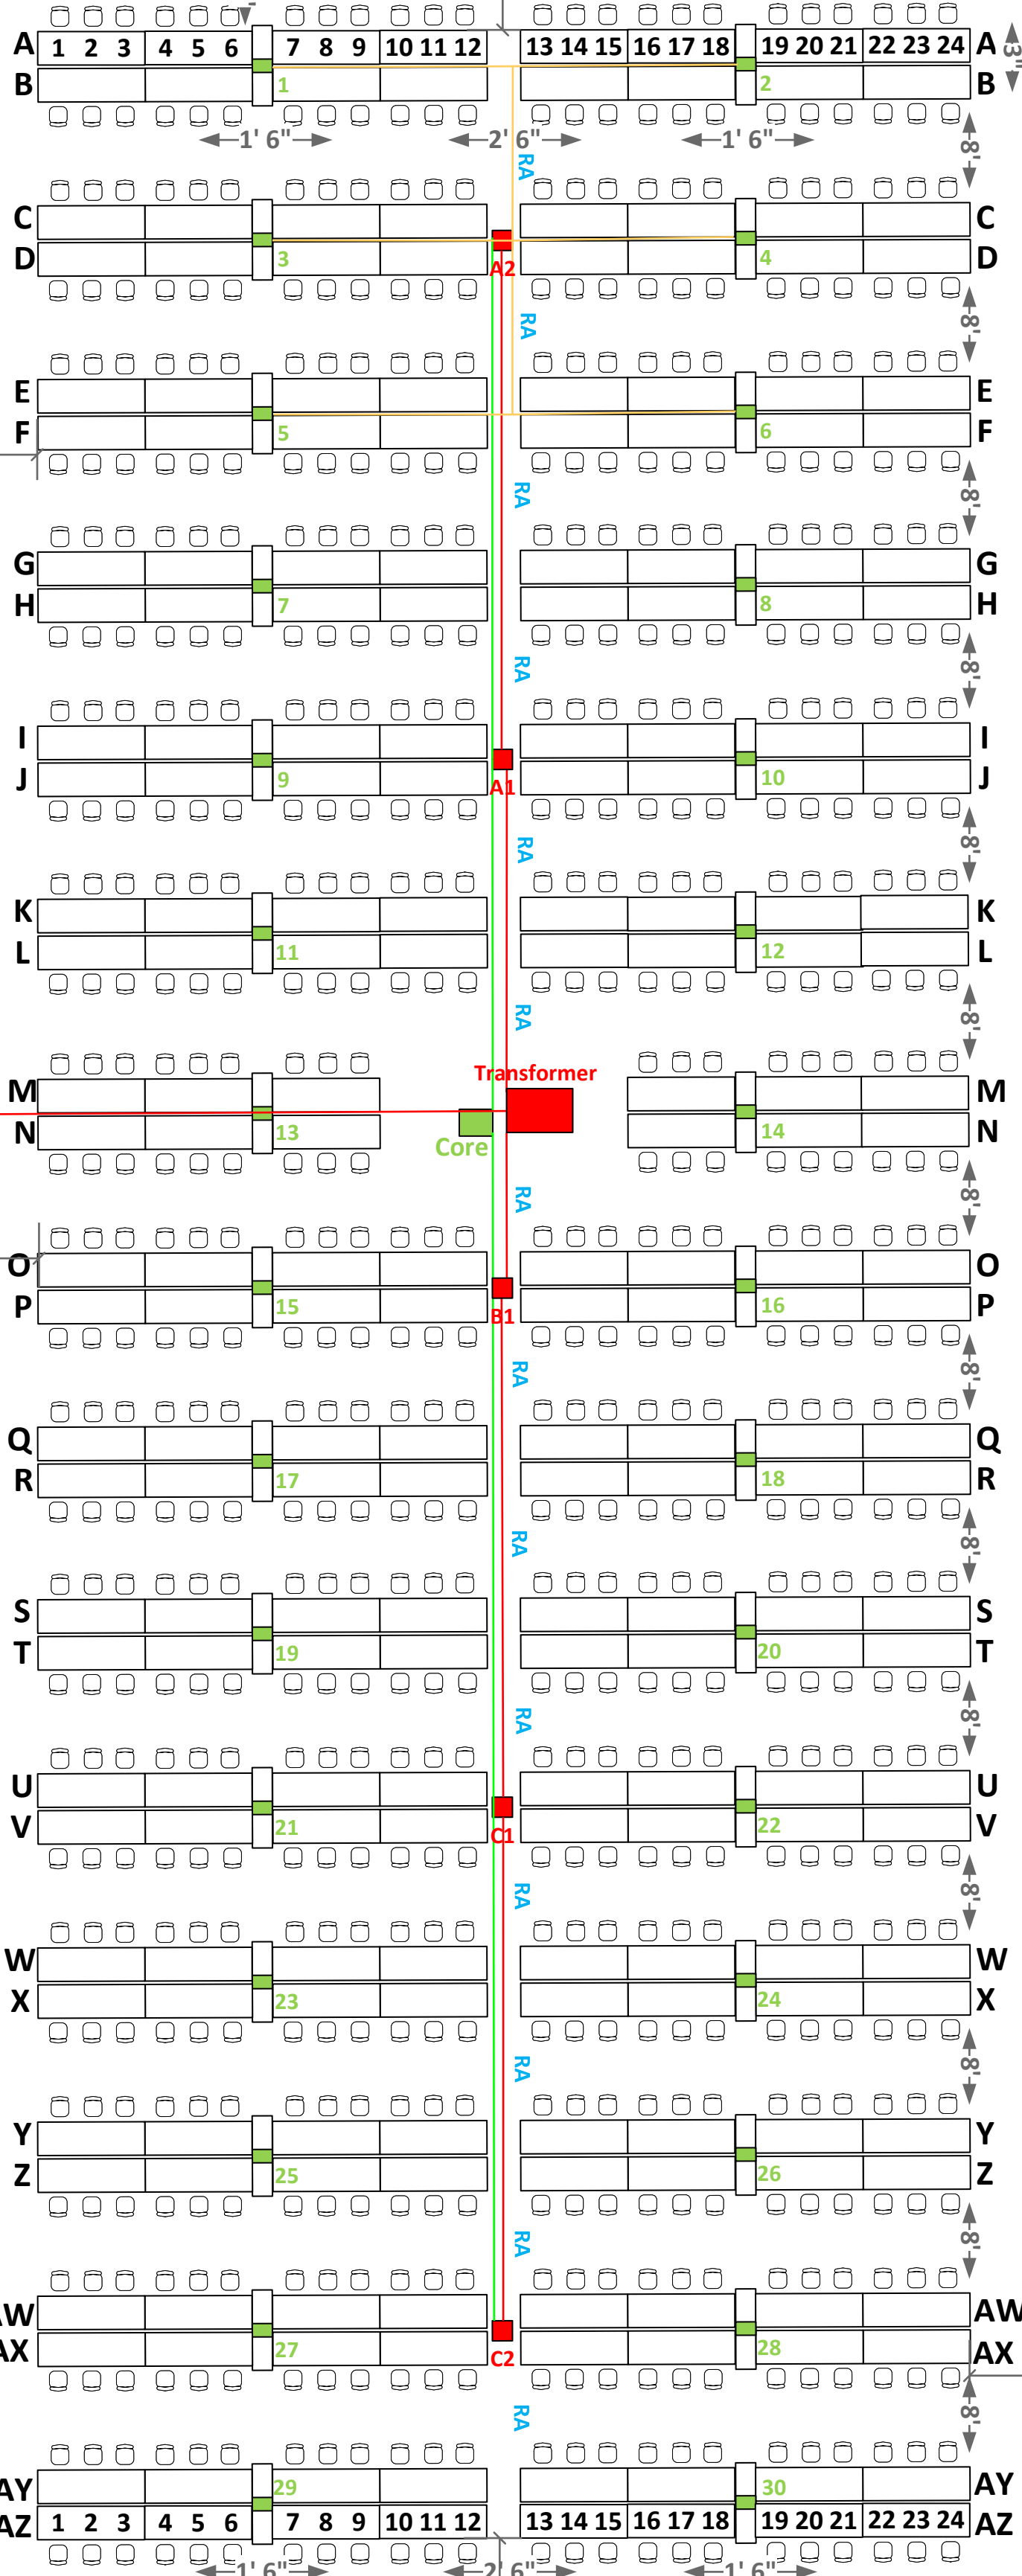 A 1 2 3 4 5 6 7 8 9 10 11 12 13 14 15 16 17 18 19 20 21 22 23 24 A
3"
B 1 2 B
1' 6" 2' 6" 1' 6" 8'
RA
C C
D 3 A2 4 D
8'
RA
E E
F 5 6 F
RA 8'
G G
H 7 8 H
RA 8'
I I
J 9 A1 10 J
RA 8'
K K
L 11 12 L
RA 8'
Transformer
M M
N 13 14 N
Core
RA 8'
O O
P 15 B1 16 P
RA 8'
Q Q
R 17 18 R
RA 8'
S S
T 19 20 T
RA 8'
U U
V 21 C1 22 V
RA 8'
W W
X 23 24 X
RA 8'
Y Y
Z 25 26 Z
RA 8'
AW AW
AX 27 C2 28 AX
RA 8'
AY 29 30 AY
AZ 1 2 3 4 5 6 7 8 9 10 11 12 13 14 15 16 17 18 19 20 21 22 23 24 AZ
1' 6" 2' 6" 1' 6"